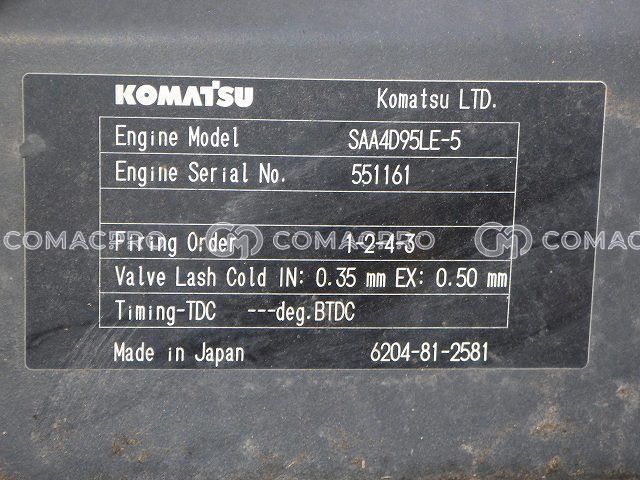 KOMATSU Komatsu LTD.
Engine Model SAA4D95LE-5
Engine Serial No. 551161
Firing Order 1-2-4-3
COMACPRO COMACPRO COMACPRO
Valve Lash Cold IN: 0.35 mm EX: 0.50 mm
Timing-TDC ---deg.BTDC
Made in Japan 6204-81-2581